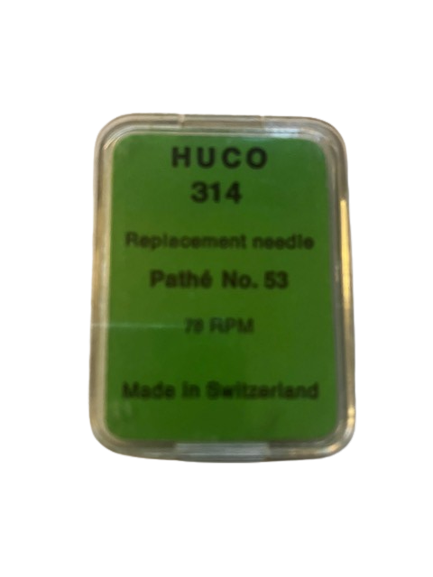 HUCO
314
Replacement needle
Pathé No. 53
78 RPM
Made in Switzerland